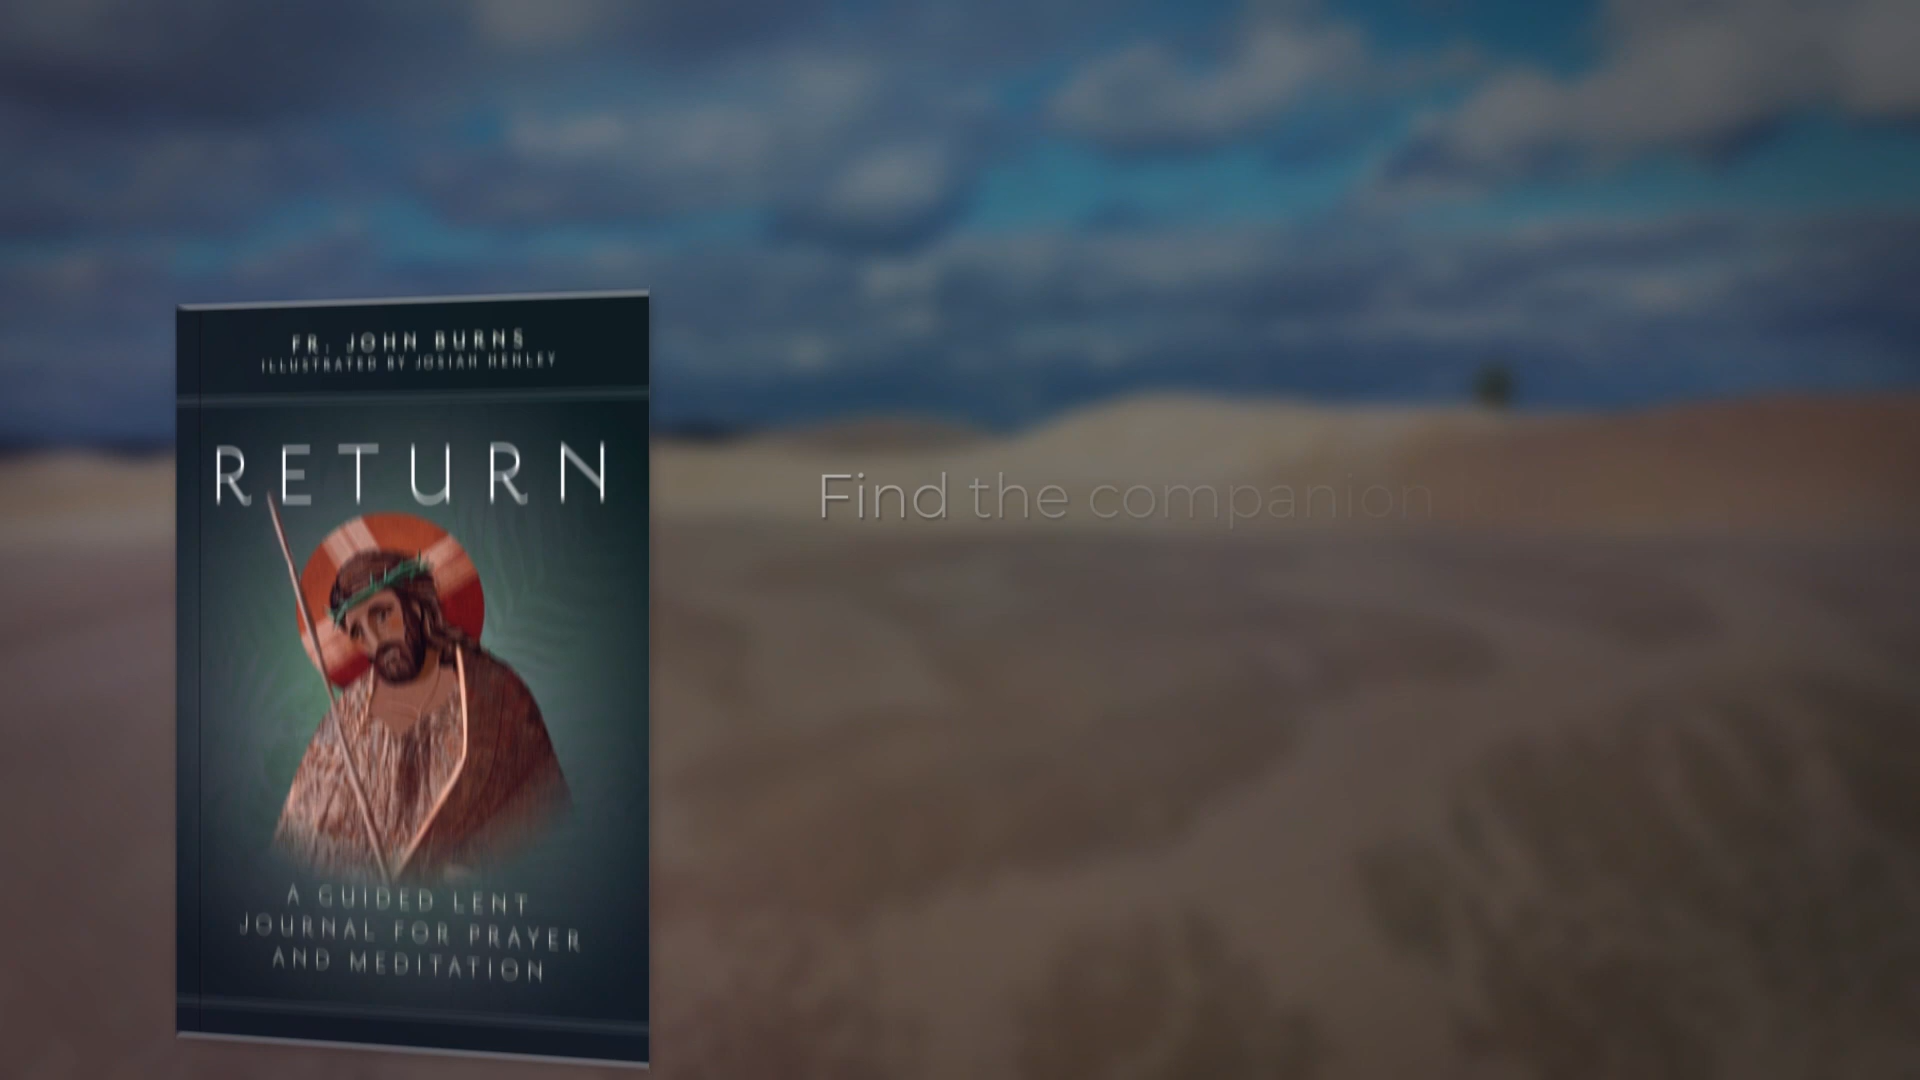 FR. JOHN BURNS
ILLUSTRATED BY JOSIAH HENLEY
RETURN
A GUIDED LENT
JOURNAL FOR PRAYER
AND MEDITATION
Find the companion